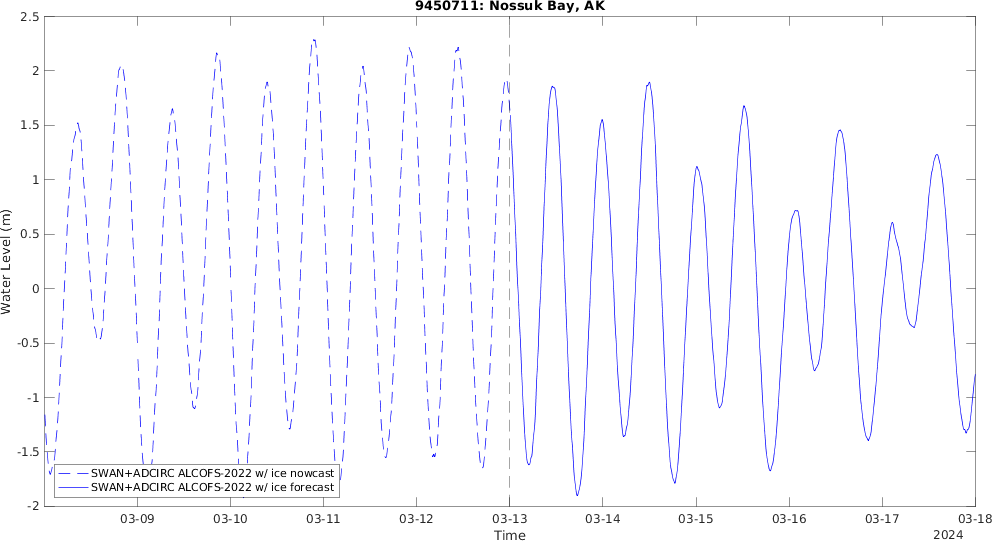 9450711: Nossuk Bay, AK
2.5
2
1.5
1
0.5
0
-0.5
-1
-1.5
-2
Water Level (m)
SWAN+ADCIRC ALCOFS-2022 w/ ice nowcast
SWAN+ADCIRC ALCOFS-2022 w/ ice forecast
03-09 03-10 03-11 03-12 03-13 03-14 03-15 03-16 03-17 03-18
Time
2024